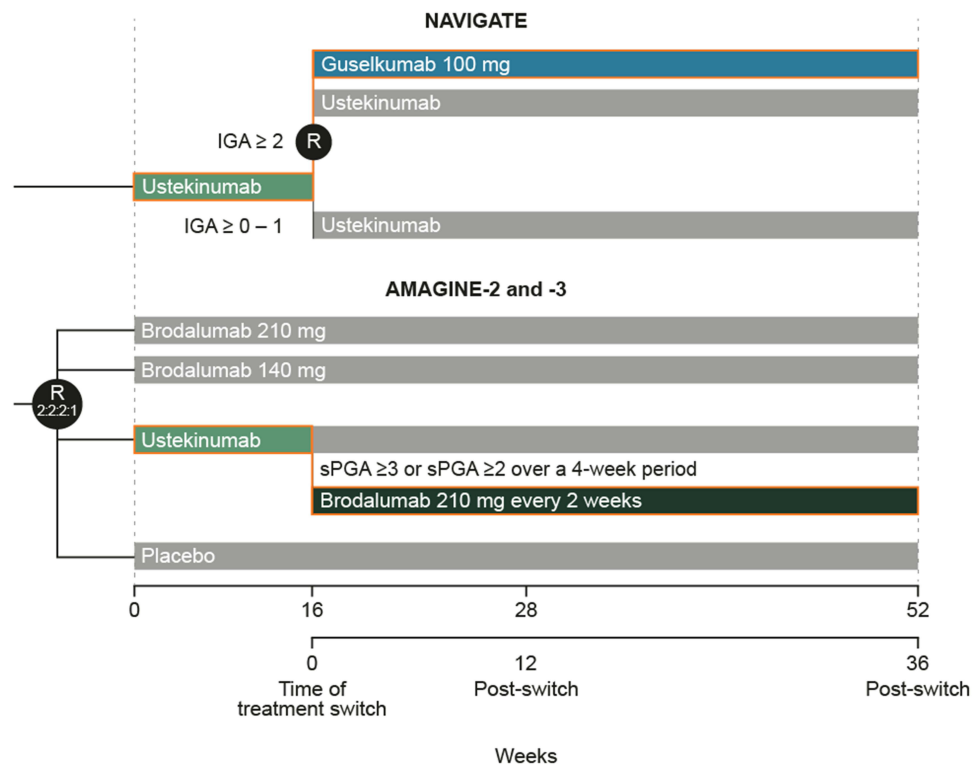 NAVIGATE
Guselkumab 100 mg
Ustekinumab
IGA ≥ 2
R
Ustekinumab
IGA ≥ 0 – 1
Ustekinumab
AMAGINE-2 and -3
Brodalumab 210 mg
Brodalumab 140 mg
R
2:2:2:1
Ustekinumab
sPGA ≥3 or sPGA ≥2 over a 4-week period
Brodalumab 210 mg every 2 weeks
Placebo
0 16 28 52
0 12 36
Time of Post-switch Post-switch
treatment switch
Weeks